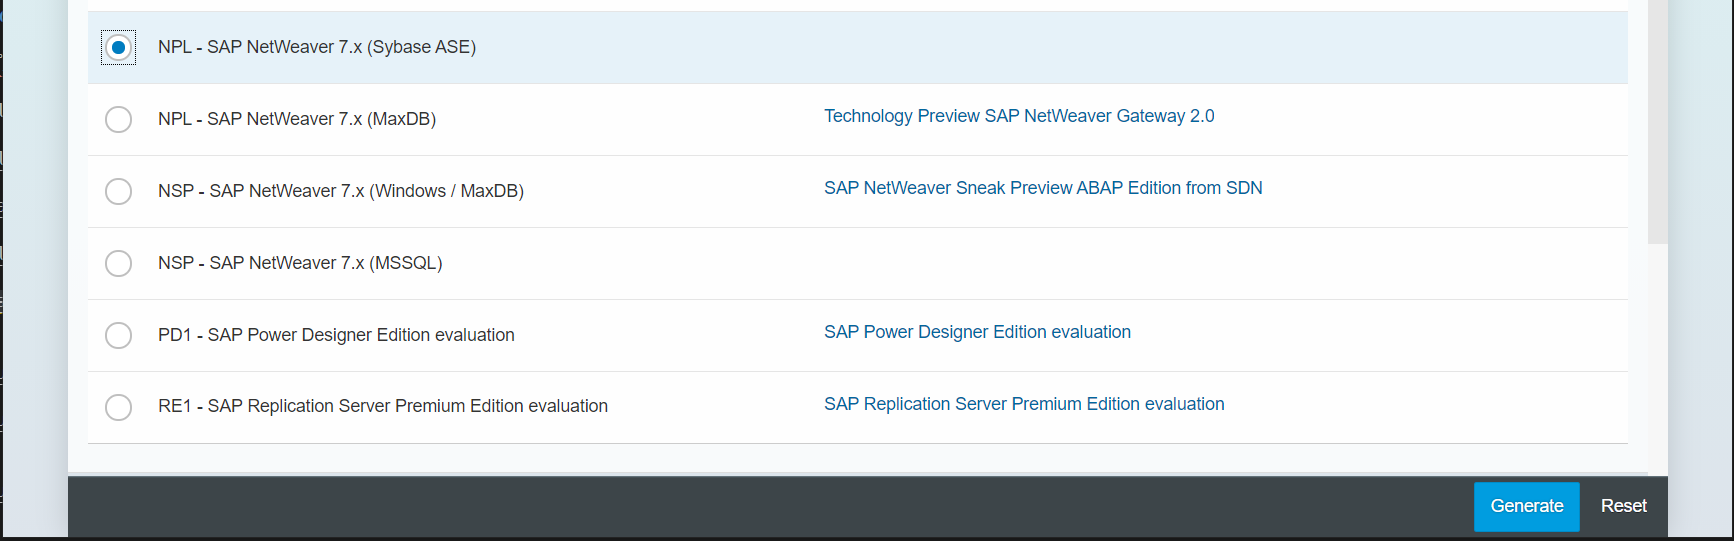 NPL - SAP NetWeaver 7.x (Sybase ASE)
NPL - SAP NetWeaver 7.x (MaxDB)
Technology Preview SAP NetWeaver Gateway 2.0
NSP - SAP NetWeaver 7.x (Windows / MaxDB)
SAP NetWeaver Sneak Preview ABAP Edition from SDN
NSP - SAP NetWeaver 7.x (MSSQL)
PD1 - SAP Power Designer Edition evaluation
SAP Power Designer Edition evaluation
RE1 - SAP Replication Server Premium Edition evaluation
SAP Replication Server Premium Edition evaluation
Generate
Reset